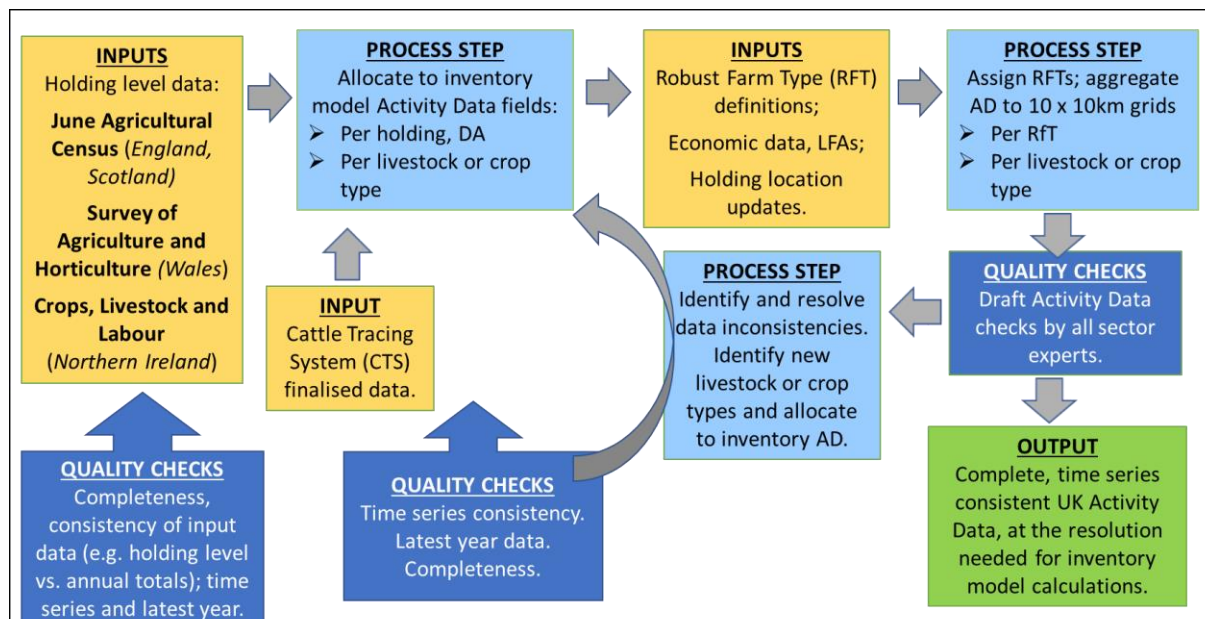 INPUTS
Holding level data:
June Agricultural
Census (England,
Scotland)
Survey of
Agriculture and
Horticulture (Wales)
Crops, Livestock and
Labour
(Northern Ireland)
PROCESS STEP
Allocate to inventory
model Activity Data fields:
➢ Per holding, DA
➢ Per livestock or crop
type
INPUTS
Robust Farm Type (RFT)
definitions;
Economic data, LFAs;
Holding location
updates.
PROCESS STEP
Assign RFTs; aggregate
AD to 10 x 10km grids
➢ Per RfT
➢ Per livestock or crop
type
INPUT
Cattle Tracing
System (CTS)
finalised data.
PROCESS STEP
Identify and resolve
data inconsistencies.
Identify new
livestock or crop
types and allocate
to inventory AD.
QUALITY CHECKS
Draft Activity Data
checks by all sector
experts.
QUALITY CHECKS
Completeness,
consistency of input
data (e.g. holding level
vs. annual totals); time
series and latest year.
QUALITY CHECKS
Time series consistency.
Latest year data.
Completeness.
OUTPUT
Complete, time series
consistent UK Activity
Data, at the resolution
needed for inventory
model calculations.